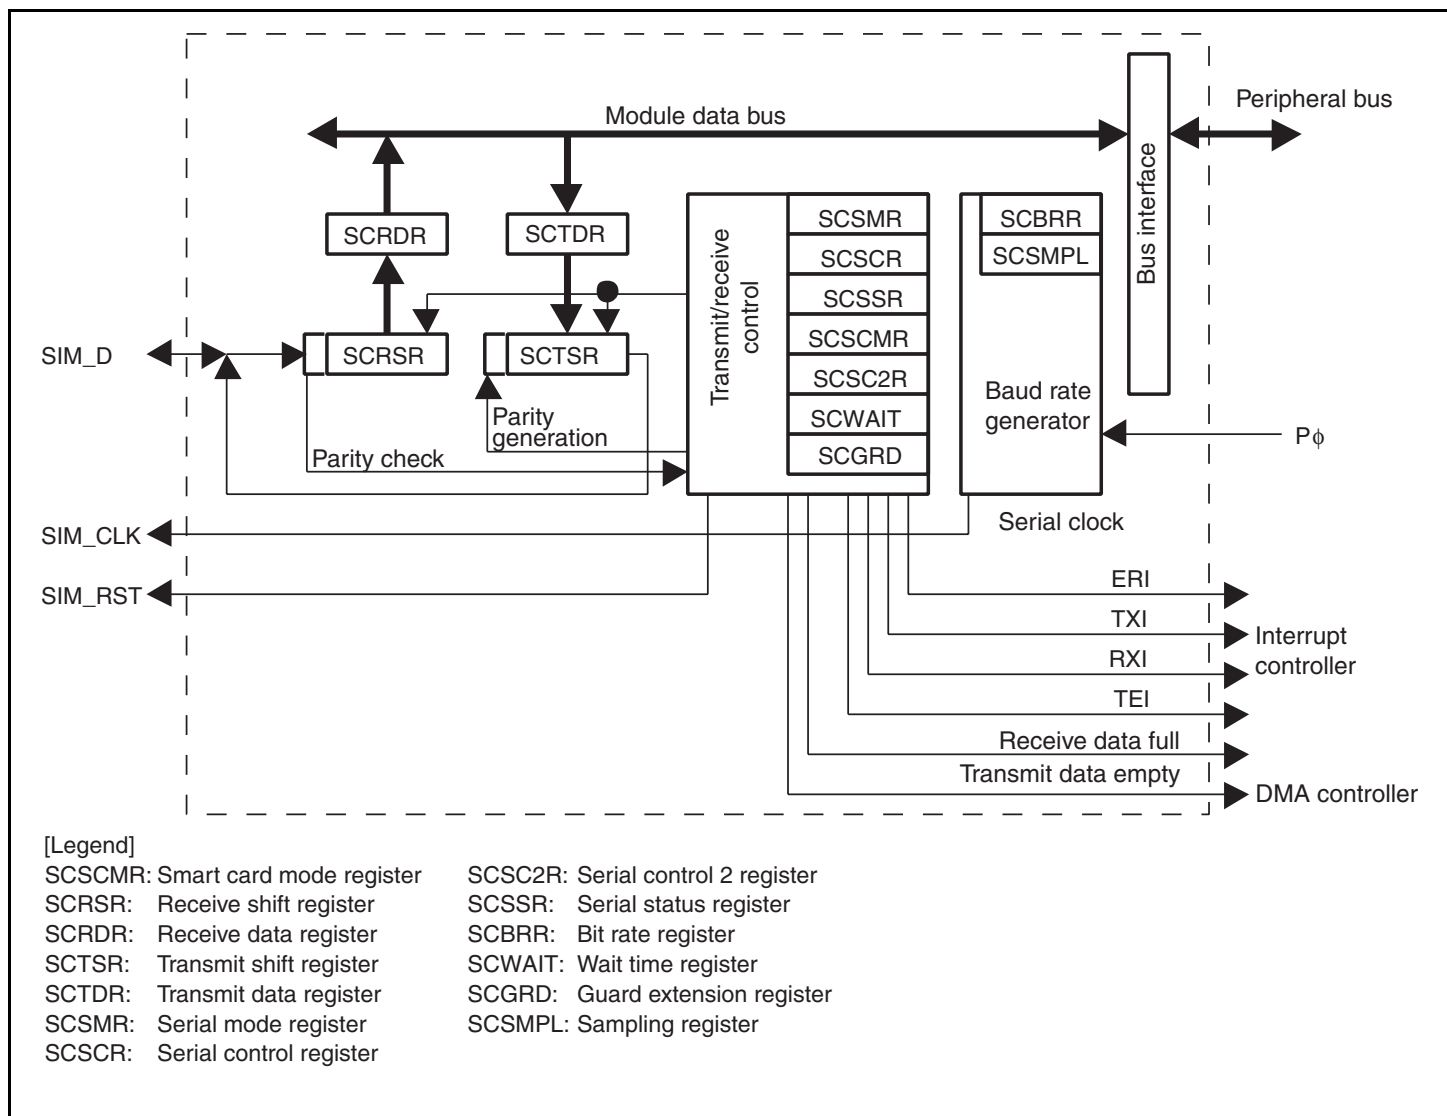 Module data bus
Peripheral bus
Bus interface
SCRDR
SCTDR
SCRSR
SCTSR
Transmit/receive
control
SCSMR
SCSCR
SCSSR
SCSCMR
SCSC2R
SCWAIT
SCGRD
SCBRR
SCSMPL
Baud rate
generator
SIM_D
Parity
generation
Parity check
Pϕ
SIM_CLK
Serial clock
SIM_RST
ERI
TXI
RXI
TEI
Interrupt
controller
Receive data full
Transmit data empty
DMA controller
[Legend]
SCSCMR: Smart card mode register
SCRSR: Receive shift register
SCRDR: Receive data register
SCTSR: Transmit shift register
SCTDR: Transmit data register
SCSMR: Serial mode register
SCSCR: Serial control register
SCSC2R: Serial control 2 register
SCSSR: Serial status register
SCBRR: Bit rate register
SCWAIT: Wait time register
SCGRD: Guard extension register
SCSMPL: Sampling register